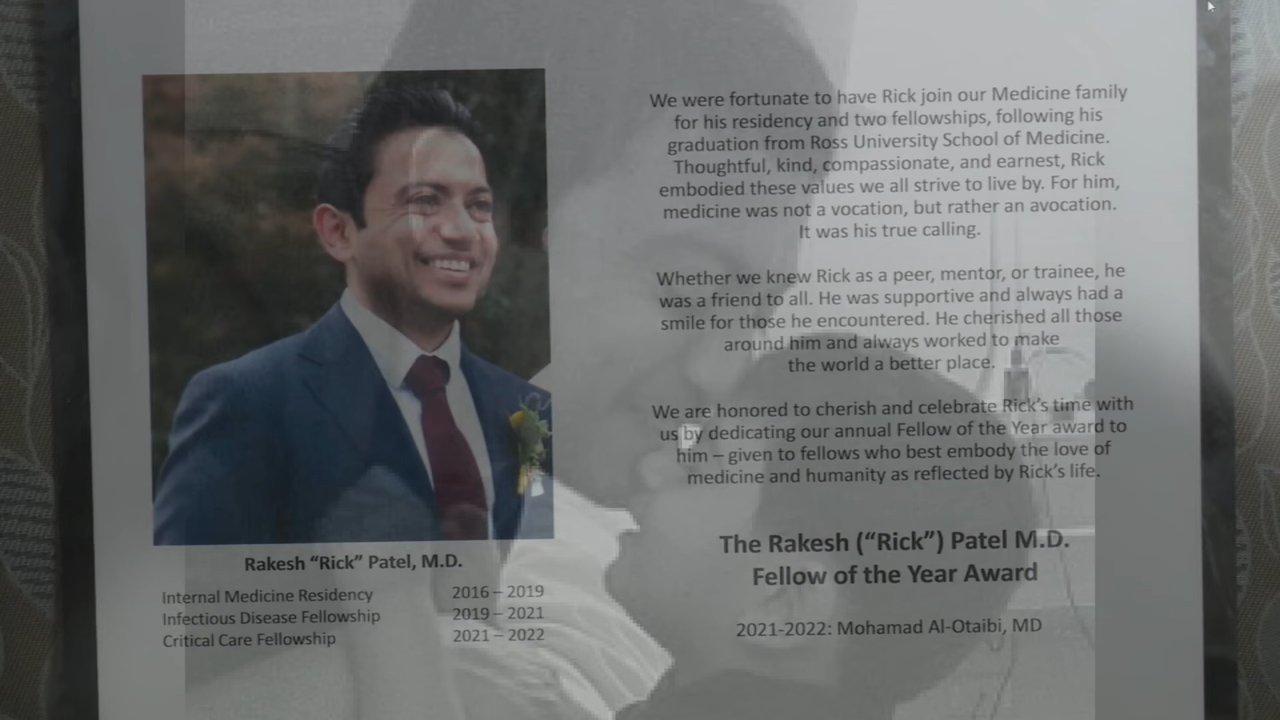 We were fortunate to have Rick join our Medicine family
for his residency and two fellowships, following his
graduation from Ross University School of Medicine.
Thoughtful, kind, compassionate, and earnest, Rick
embodied these values we all strive to live by. For him,
medicine was not a vocation, but rather an avocation.
It was his true calling.
Whether we knew Rick as a peer, mentor, or trainee, he
was a friend to all. He was supportive and always had a
smile for those he encountered. He cherished all those
around him and always worked to make
the world a better place.
We are honored to cherish and celebrate Rick's time with
us by dedicating our annual Fellow of the Year award to
him – given to fellows who best embody the love of
medicine and humanity as reflected by Rick's life.
The Rakesh ("Rick") Patel M.D.
Fellow of the Year Award
2021-2022: Mohamad Al-Otaibi, MD
Rakesh "Rick" Patel, M.D.
Internal Medicine Residency 2016 – 2019
Infectious Disease Fellowship 2019 – 2021
Critical Care Fellowship 2021 – 2022